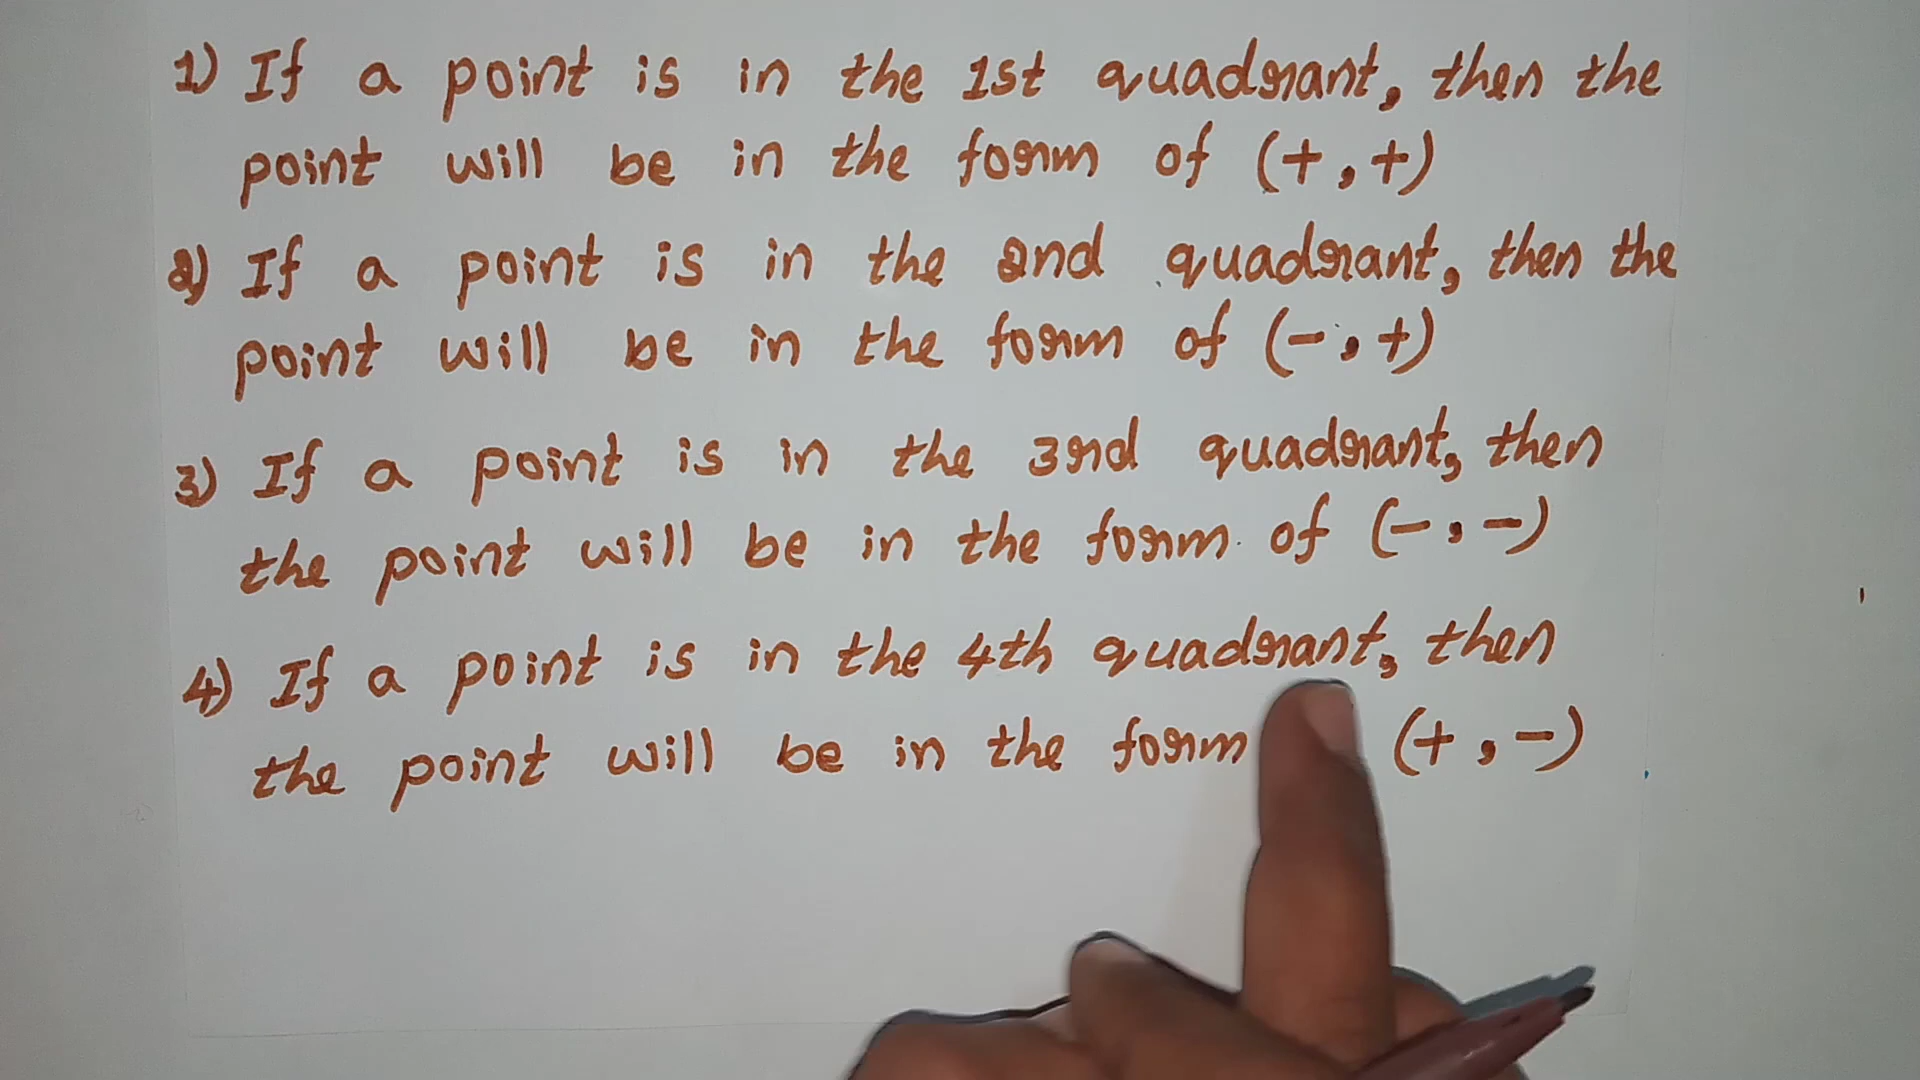 1) If a point is in the 1st quadrant, then the
point will be in the form of (+,+)
2) If a point is in the 2nd quadrant, then the
point will be in the form of (-,+)
3) If a point is in the 3rd quadrant, then
the point will be in the form of (-,-)
4) If a point is in the 4th quadrant, then
the point will be in the form (+,-)